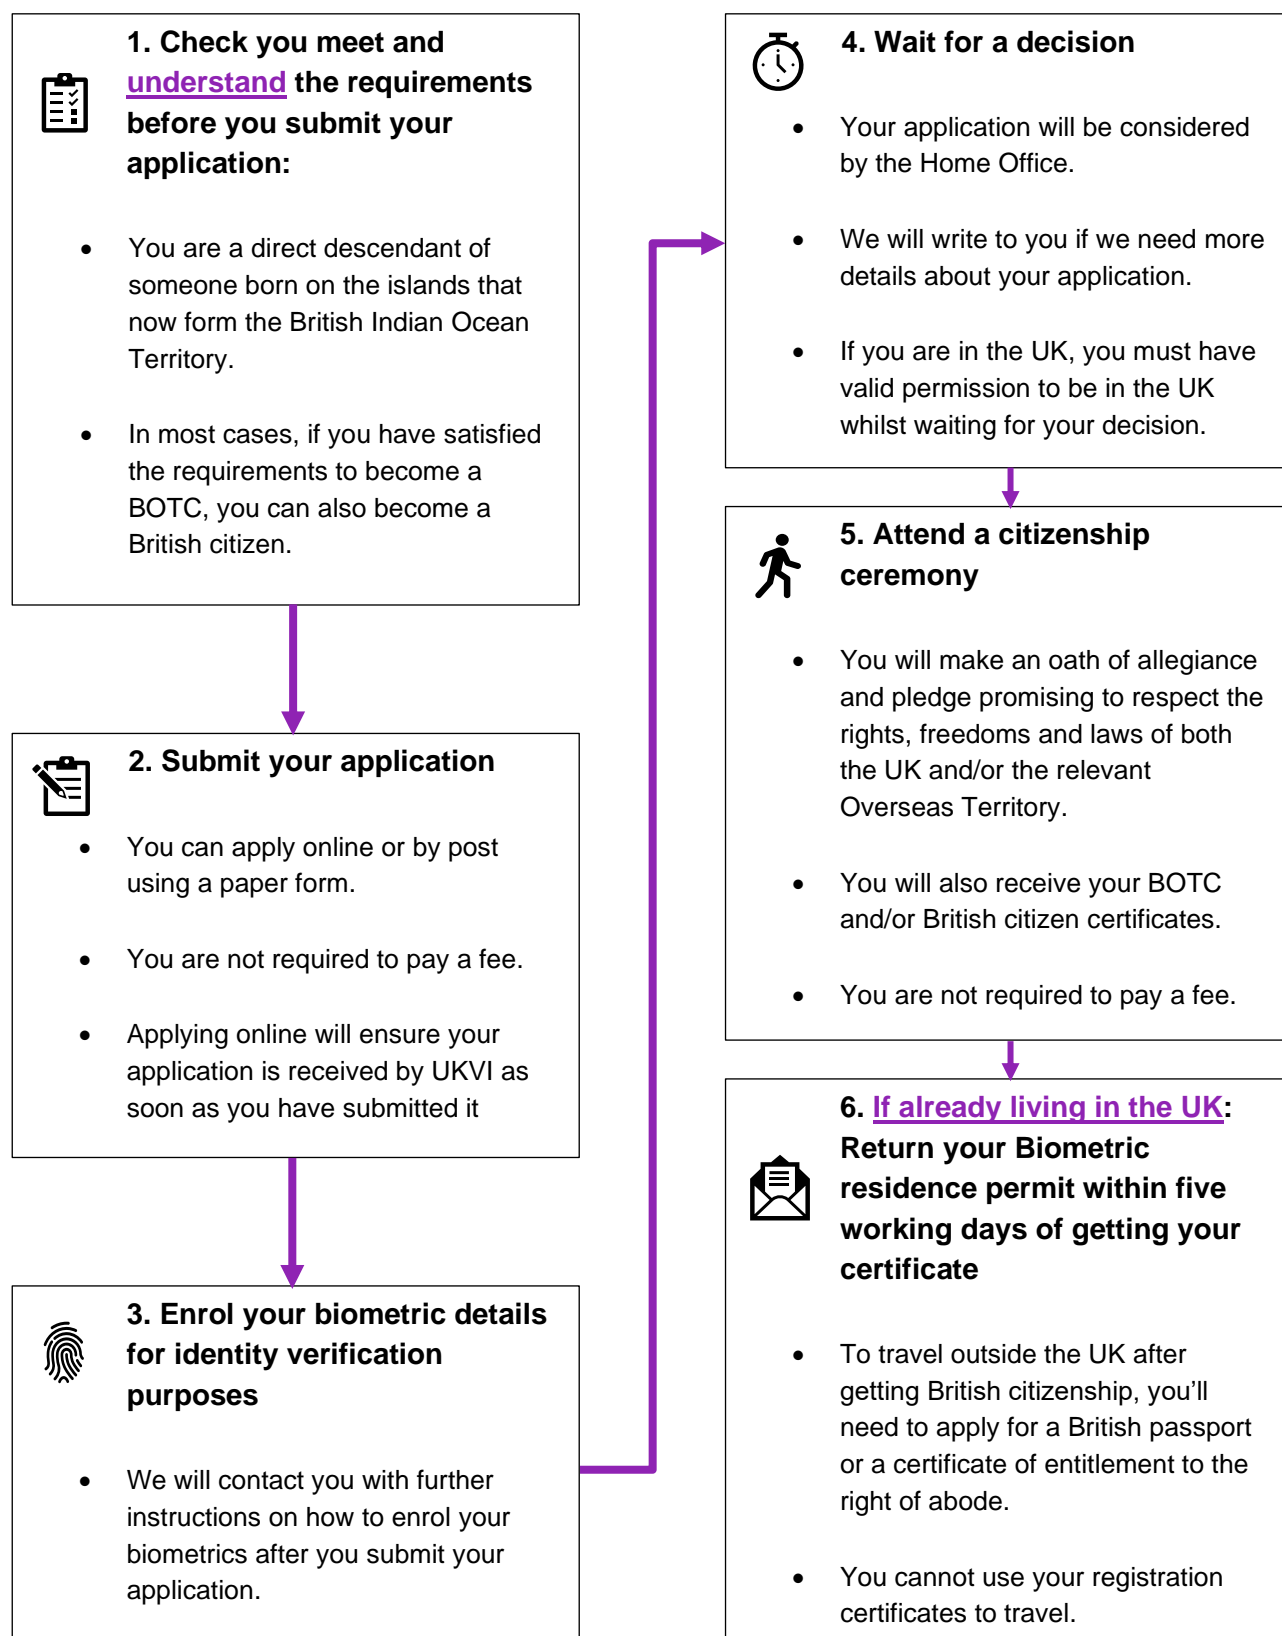 1. Check you meet and
understand the requirements
before you submit your
application:
• You are a direct descendant of
someone born on the islands that
now form the British Indian Ocean
Territory.
• In most cases, if you have satisfied
the requirements to become a
BOTC, you can also become a
British citizen.
2. Submit your application
• You can apply online or by post
using a paper form.
• You are not required to pay a fee.
• Applying online will ensure your
application is received by UKVI as
soon as you have submitted it
3. Enrol your biometric details
for identity verification
purposes
• We will contact you with further
instructions on how to enrol your
biometrics after you submit your
application.
4. Wait for a decision
• Your application will be considered
by the Home Office.
• We will write to you if we need more
details about your application.
• If you are in the UK, you must have
valid permission to be in the UK
whilst waiting for your decision.
5. Attend a citizenship
ceremony
• You will make an oath of allegiance
and pledge promising to respect the
rights, freedoms and laws of both
the UK and/or the relevant
Overseas Territory.
• You will also receive your BOTC
and/or British citizen certificates.
• You are not required to pay a fee.
6. If already living in the UK:
Return your Biometric
residence permit within five
working days of getting your
certificate
• To travel outside the UK after
getting British citizenship, you’ll
need to apply for a British passport
or a certificate of entitlement to the
right of abode.
• You cannot use your registration
certificates to travel.